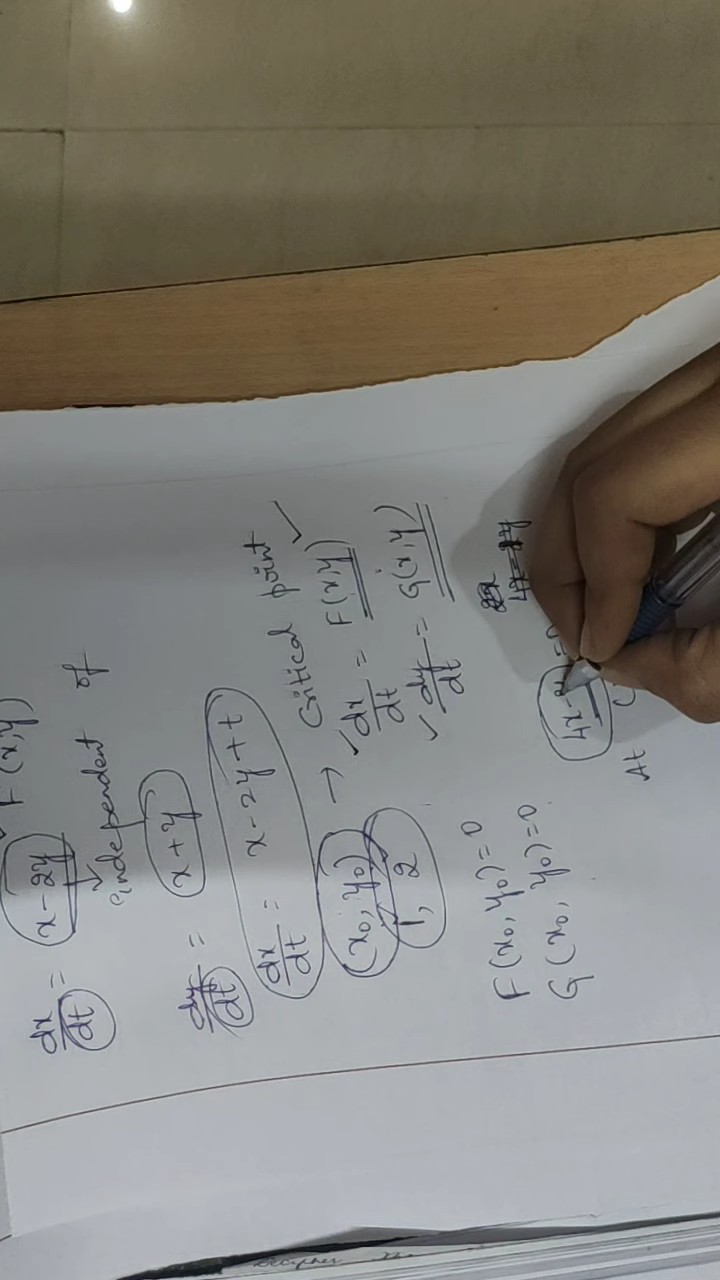 F(x,y)
dx/dt = x-2y
independent of
dy/dt = x+y
dx/dt = x-2y+t
(x₀, y₀) → Critical point ✓
1, 2
✓ dx/dt = F(x,y)
✓ dy/dt = G(x,y)
F(x₀, y₀)=0
G(x₀, y₀)=0
At